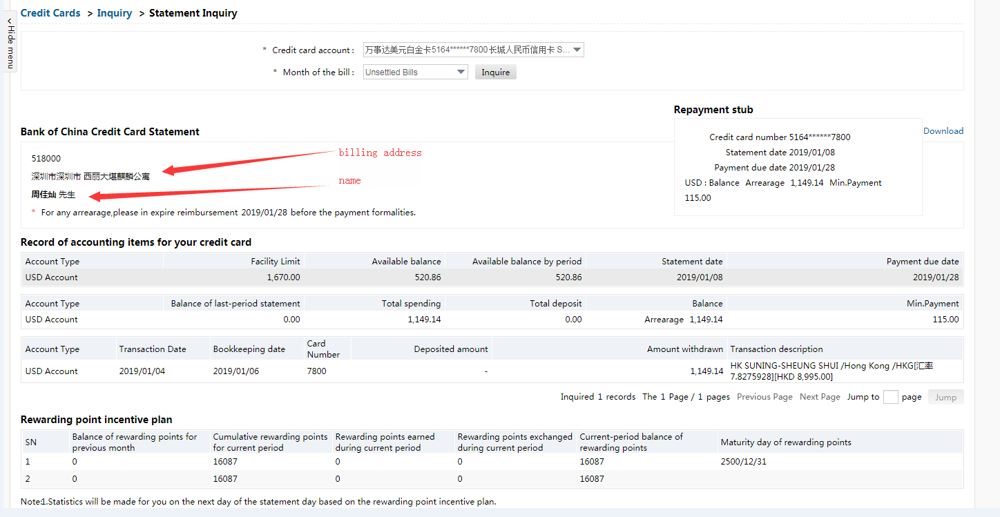 Credit Cards > Inquiry > Statement Inquiry
< Hide menu
* Credit card account :
万事达美元白金卡5164******7800长城人民币信用卡 S...
* Month of the bill :
Unsettled Bills
Inquire
Repayment stub
Bank of China Credit Card Statement
Download
Credit card number 5164******7800
Statement date 2019/01/08
Payment due date 2019/01/28
USD : Balance Arrearage 1,149.14 Min.Payment
115.00
518000
billing address
深圳市深圳市 西丽大堪麒麟公寓
name
周佳灿 先生
* For any arrearage,please in expire reimbursement 2019/01/28 before the payment formalities.
Record of accounting items for your credit card
Account Type Facility Limit Available balance Available balance by period Statement date Payment due date
USD Account 1,670.00 520.86 520.86 2019/01/08 2019/01/28
Account Type Balance of last-period statement Total spending Total deposit Balance Min.Payment
USD Account 0.00 1,149.14 0.00 Arrearage 1,149.14 115.00
Account Type Transaction Date Bookkeeping date Card Number Deposited amount Amount withdrawn Transaction description
USD Account 2019/01/04 2019/01/06 7800 - 1,149.14 HK SUNING-SHEUNG SHUI /Hong Kong /HKG[汇率
7.8275928][HKD 8,995.00]
Inquired 1 records The 1 Page / 1 pages Previous Page Next Page Jump to page Jump
Rewarding point incentive plan
SN Balance of rewarding points for previous month Cumulative rewarding points for current period Rewarding points earned during current period Rewarding points exchanged during current period Current-period balance of rewarding points Maturity day of rewarding points
1 0 16087 0 0 16087 2500/12/31
2 0 16087 0 0 16087
Note:1.Statistics will be made for you on the next day of the statement day based on the rewarding point incentive plan.